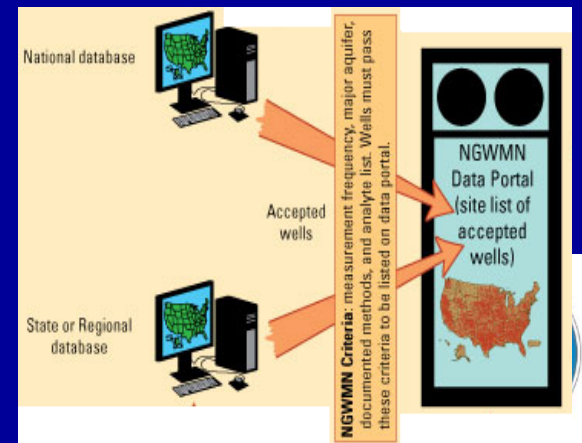 National database
State or Regional
database
Accepted
wells
NGWMN Criteria: measurement frequency, major aquifer,
documented methods, and analyte list. Wells must pass
these criteria to be listed on data portal.
NGWMN
Data Portal
(site list of
accepted
wells)